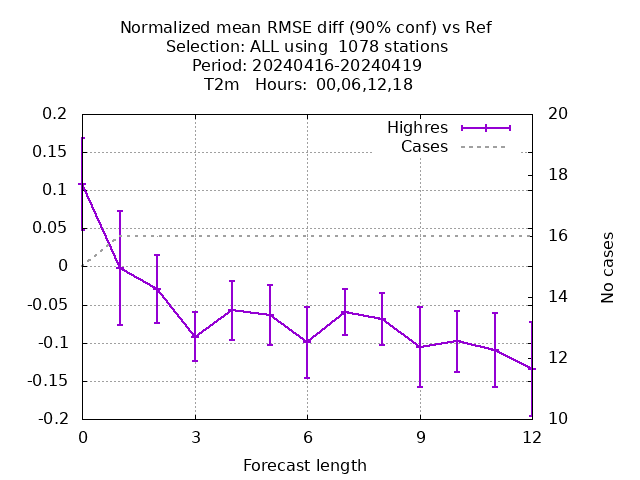 Normalized mean RMSE diff (90% conf) vs Ref
Selection: ALL using  1078 stations
Period: 20240416-20240419
T2m   Hours:  00,06,12,18
Highres
Cases
0.2
0.15
0.1
0.05
0
-0.05
-0.1
-0.15
-0.2
20
18
16
14
12
10
No cases
0 3 6 9 12
Forecast length